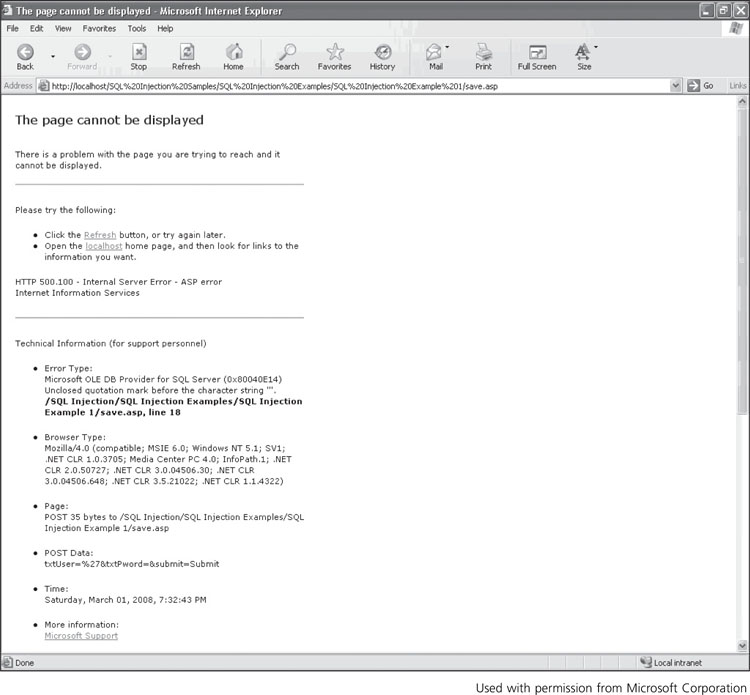 The page cannot be displayed - Microsoft Internet Explorer
File Edit View Favorites Tools Help
Back Forward Stop Refresh Home Search Favorites History Mail Print Full Screen Size
Address http://localhost/SQL%20Injection%20Samples/SQL%20Injection%20Examples/SQL%20Injection%20Example%201/save.asp Go Links
The page cannot be displayed
There is a problem with the page you are trying to reach and it
cannot be displayed.
Please try the following:
• Click the Refresh button, or try again later.
• Open the localhost home page, and then look for links to the
information you want.
HTTP 500.100 - Internal Server Error - ASP error
Internet Information Services
Technical Information (for support personnel)
• Error Type:
Microsoft OLE DB Provider for SQL Server (0x80040E14)
Unclosed quotation mark before the character string '''.
/SQL Injection/SQL Injection Examples/SQL Injection
Example 1/save.asp, line 18
• Browser Type:
Mozilla/4.0 (compatible; MSIE 6.0; Windows NT 5.1; SV1;
.NET CLR 1.0.3705; Media Center PC 4.0; InfoPath.1; .NET
CLR 2.0.50727; .NET CLR 3.0.04506.30; .NET CLR
3.0.04506.648; .NET CLR 3.5.21022; .NET CLR 1.1.4322)
• Page:
POST 35 bytes to /SQL Injection/SQL Injection Examples/SQL
Injection Example 1/save.asp
• POST Data:
txtUser=%27&txtPword=&submit=Submit
• Time:
Saturday, March 01, 2008, 7:32:43 PM
• More information:
Microsoft Support
Done Local intranet
Used with permission from Microsoft Corporation